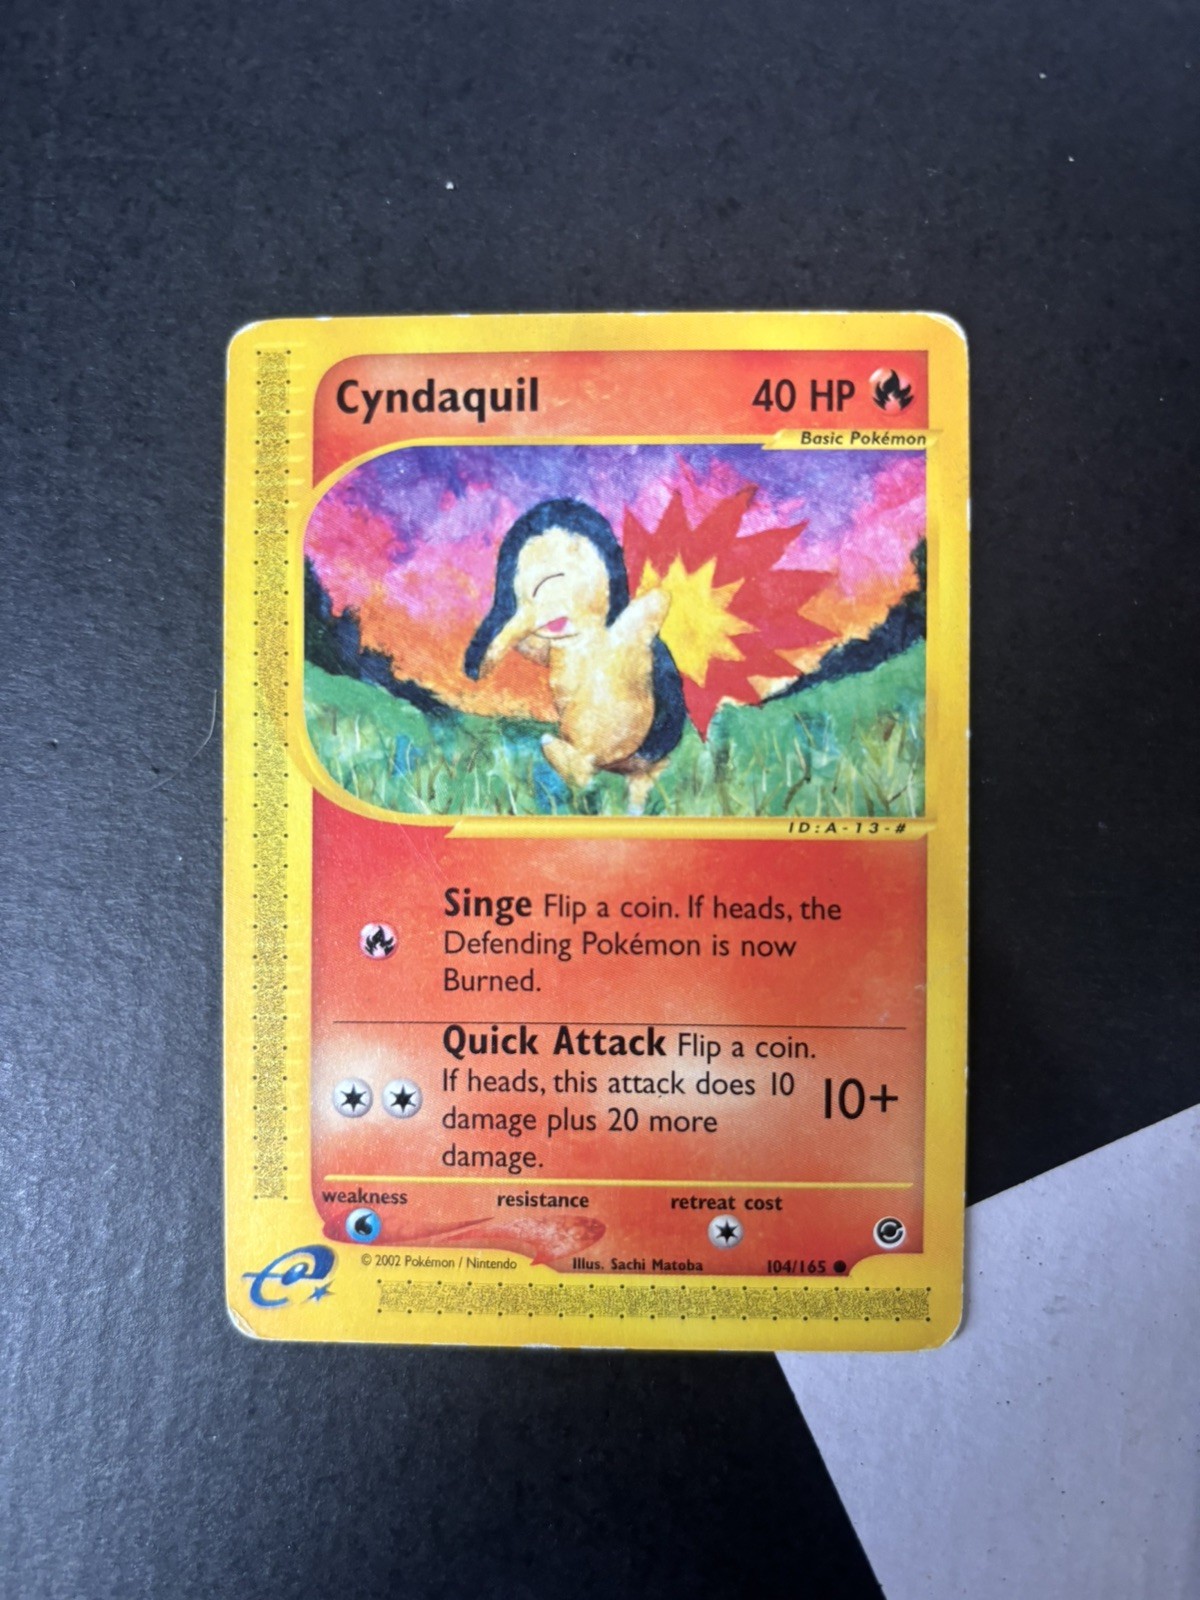 Cyndaquil 40 HP
Basic Pokémon
ID:A-13-#
Singe Flip a coin. If heads, the
Defending Pokémon is now
Burned.
Quick Attack Flip a coin.
If heads, this attack does 10
damage plus 20 more
damage.
10+
weakness resistance retreat cost
© 2002 Pokémon / Nintendo Illus. Sachi Matoba 104/165
e